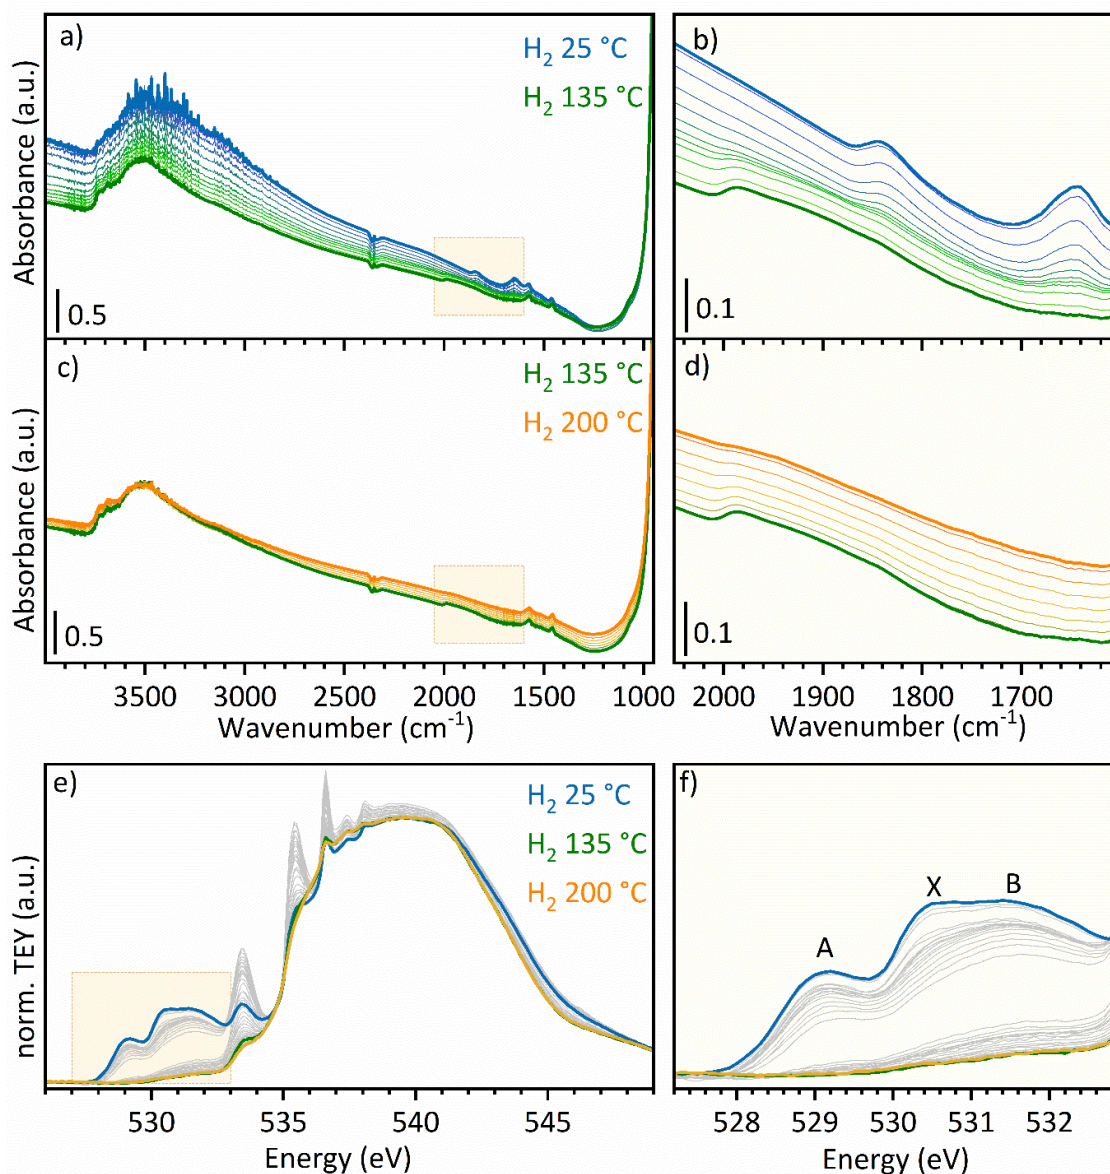 a)
H₂ 25 °C
H₂ 135 °C
Absorbance (a.u.)
0.5
b)
0.1
c)
H₂ 135 °C
H₂ 200 °C
Absorbance (a.u.)
0.5
3500 3000 2500 2000 1500 1000
Wavenumber (cm⁻¹)
d)
0.1
2000 1900 1800 1700
Wavenumber (cm⁻¹)
e)
H₂ 25 °C
H₂ 135 °C
H₂ 200 °C
norm. TEY (a.u.)
530 535 540 545
Energy (eV)
f)
A
X
B
528 529 530 531 532
Energy (eV)